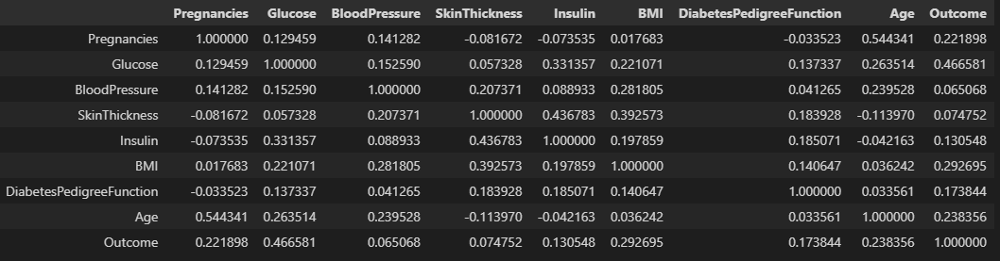 Pregnancies Glucose BloodPressure SkinThickness Insulin BMI DiabetesPedigreeFunction Age Outcome
Pregnancies 1.000000 0.129459 0.141282 -0.081672 -0.073535 0.017683 -0.033523 0.544341 0.221898
Glucose 0.129459 1.000000 0.152590 0.057328 0.331357 0.221071 0.137337 0.263514 0.466581
BloodPressure 0.141282 0.152590 1.000000 0.207371 0.088933 0.281805 0.041265 0.239528 0.065068
SkinThickness -0.081672 0.057328 0.207371 1.000000 0.436783 0.392573 0.183928 -0.113970 0.074752
Insulin -0.073535 0.331357 0.088933 0.436783 1.000000 0.197859 0.185071 -0.042163 0.130548
BMI 0.017683 0.221071 0.281805 0.392573 0.197859 1.000000 0.140647 0.036242 0.292695
DiabetesPedigreeFunction -0.033523 0.137337 0.041265 0.183928 0.185071 0.140647 1.000000 0.033561 0.173844
Age 0.544341 0.263514 0.239528 -0.113970 -0.042163 0.036242 0.033561 1.000000 0.238356
Outcome 0.221898 0.466581 0.065068 0.074752 0.130548 0.292695 0.173844 0.238356 1.000000